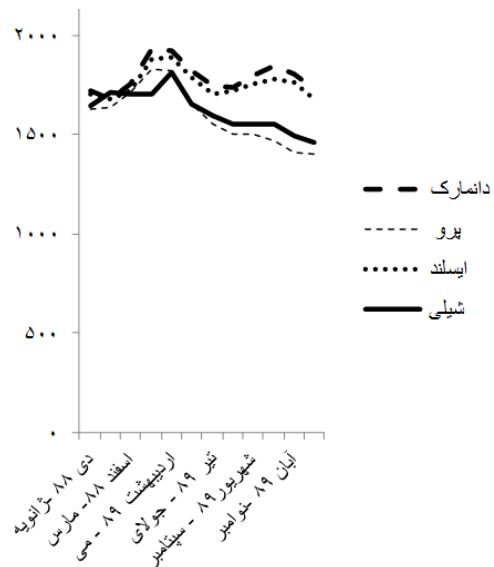 ۲۰۰۰
۱۵۰۰
۱۰۰۰
۵۰۰
۰
دی ۸۸ -ژانویه
اسفند ۸۸- مارس
اردیبهشت ۸۹ - می
تیر ۸۹ - جولای
شهریور ۸۹ - سپتامبر
آبان ۸۹ -نوامبر
دانمارک
پرو
ایسلند
شیلی